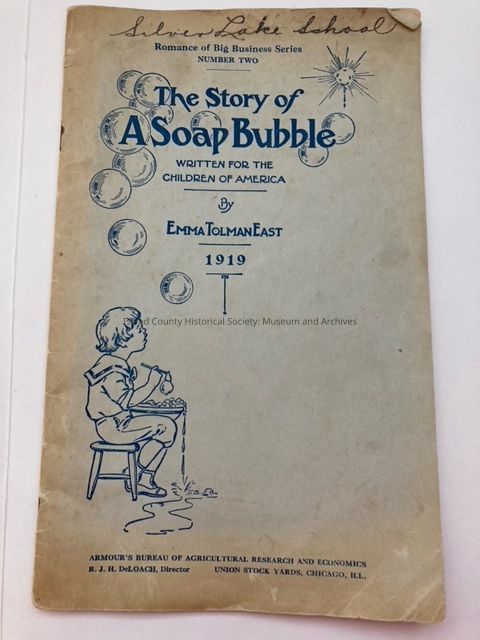 Silver Lake School
Romance of Big Business Series
NUMBER TWO
The Story of
A Soap Bubble
WRITTEN FOR THE
CHILDREN OF AMERICA
By
EMMA TOLMAN EAST
1919
Island County Historical Society: Museum and Archives
ARMOUR'S BUREAU OF AGRICULTURAL RESEARCH AND ECONOMICS
R. J. H. DeLOACH, Director UNION STOCK YARDS, CHICAGO, ILL.